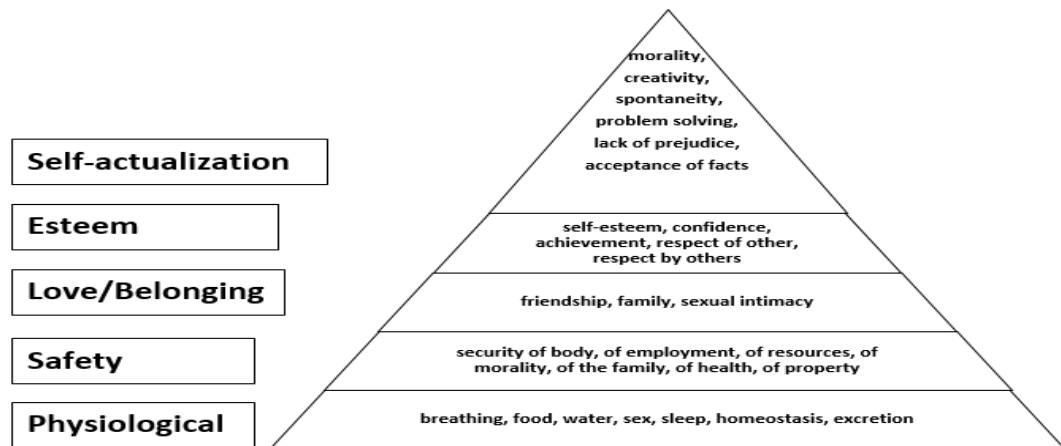 morality,
creativity,
spontaneity,
problem solving,
lack of prejudice,
acceptance of facts
Self-actualization
Esteem
self-esteem, confidence,
achievement, respect of other,
respect by others
Love/Belonging
friendship, family, sexual intimacy
Safety
security of body, of employment, of resources, of
morality, of the family, of health, of property
Physiological
breathing, food, water, sex, sleep, homeostasis, excretion